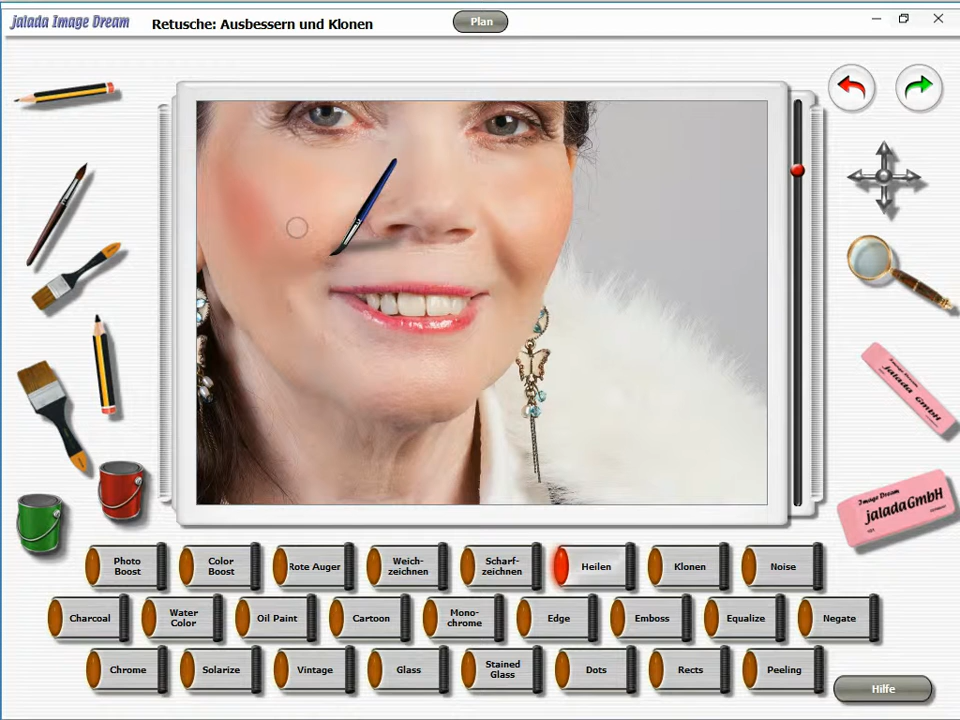 jalada Image Dream
Retusche: Ausbessern und Klonen
Plan
jalada GmbH
Image Dream
jaladaGmbH
Photo
Boost
Color
Boost
Rote Auger
Weich-
zeichnen
Scharf-
zeichnen
Heilen
Klonen
Noise
Charcoal
Water
Color
Oil Paint
Cartoon
Mono-
chrome
Edge
Emboss
Equalize
Negate
Chrome
Solarize
Vintage
Glass
Stained
Glass
Dots
Rects
Peeling
Hilfe